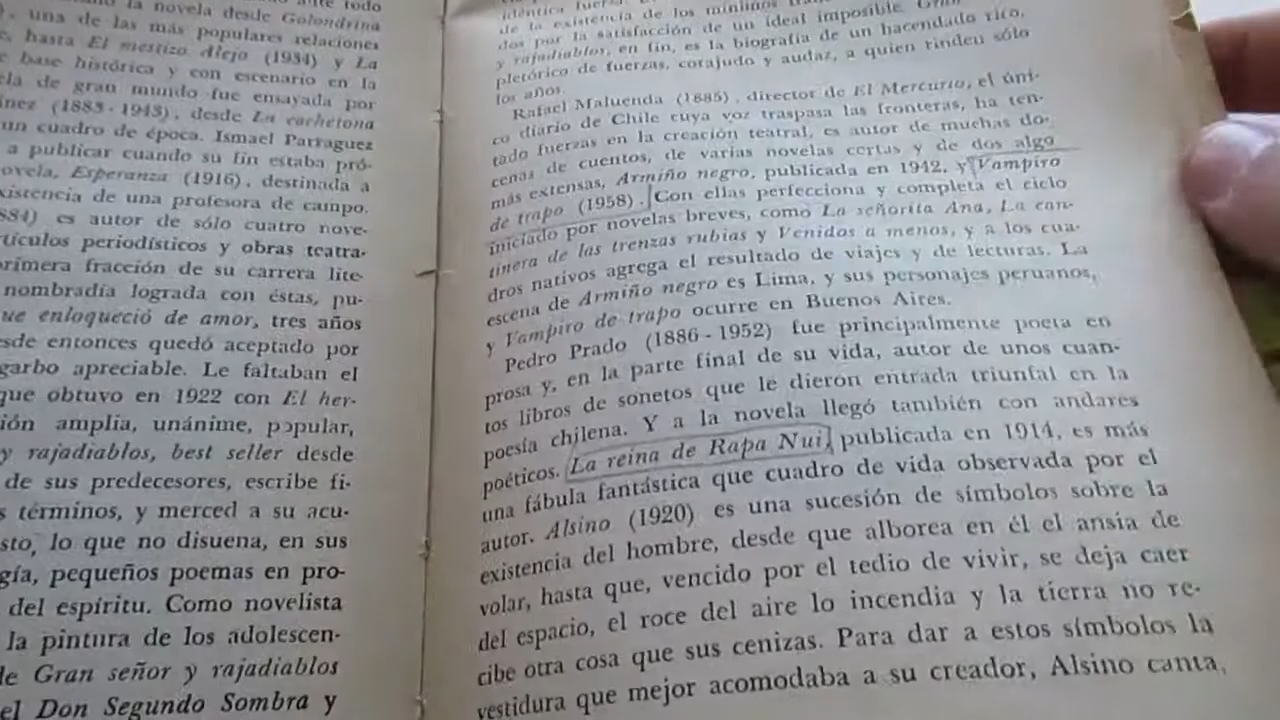 la novela desde Golondrina
, una de las más populares relaciones
, hasta El mestizo Alejo (1934) y La
base histórica y con escenario en la
la de gran mundo fue ensayada por
(1883-1943), desde La cachetona
un cuadro de época. Ismael Parraguez
a publicar cuando su fin estaba pró-
ovela, Esperanza (1916), destinada a
xistencia de una profesora de campo.
884) es autor de sólo cuatro nove-
rtículos periodísticos y obras teatra-
primera fracción de su carrera lite-
nombradía lograda con éstas, pu-
ue enloqueció de amor, tres años
sde entonces quedó aceptado por
garbo apreciable. Le faltaban el
que obtuvo en 1922 con El her-
ión amplia, unánime, popular,
y rajadiablos, best seller desde
de sus predecesores, escribe fi-
s términos, y merced a su acu-
sto, lo que no disuena, en sus
gía, pequeños poemas en pro-
del espíritu. Como novelista
la pintura de los adolescen-
de Gran señor y rajadiablos
el Don Segundo Sombra y
de la existencia de los mínimos
dos por la satisfacción de un ideal imposible. Gran
y rajadiablos, en fin, es la biografía de un hacendado rico,
pletórico de fuerzas, corajudo y audaz, a quien rinden sólo
los años.
Rafael Maluenda (1885), director de El Mercurio, el úni-
co diario de Chile cuya voz traspasa las fronteras, ha ten-
tado fuerzas en la creación teatral, es autor de muchas do-
cenas de cuentos, de varias novelas cortas y de dos algo
más extensas, Armiño negro, publicada en 1942, y Vampiro
de trapo (1958). Con ellas perfecciona y completa el ciclo
iniciado por novelas breves, como La señorita Ana, La can-
tinera de las trenzas rubias y Venidos a menos, y a los cua-
dros nativos agrega el resultado de viajes y de lecturas. La
escena de Armiño negro es Lima, y sus personajes peruanos,
y Vampiro de trapo ocurre en Buenos Aires.
Pedro Prado (1886-1952) fue principalmente poeta en
prosa y, en la parte final de su vida, autor de unos cuan-
tos libros de sonetos que le dieron entrada triunfal en la
poesía chilena. Y a la novela llegó también con andares
poéticos. La reina de Rapa Nui, publicada en 1914, es más
una fábula fantástica que cuadro de vida observada por el
autor. Alsino (1920) es una sucesión de símbolos sobre la
existencia del hombre, desde que alborea en él el ansia de
volar, hasta que, vencido por el tedio de vivir, se deja caer
del espacio, el roce del aire lo incendia y la tierra no re-
cibe otra cosa que sus cenizas. Para dar a estos símbolos la
vestidura que mejor acomodaba a su creador, Alsino canta,